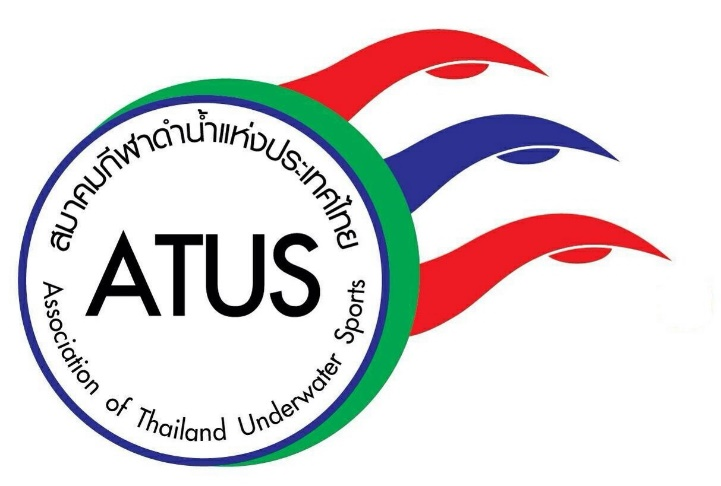 สมาคมกีฬาดำน้ำแห่งประเทศไทย
ATUS
Association of Thailand Underwater Sports